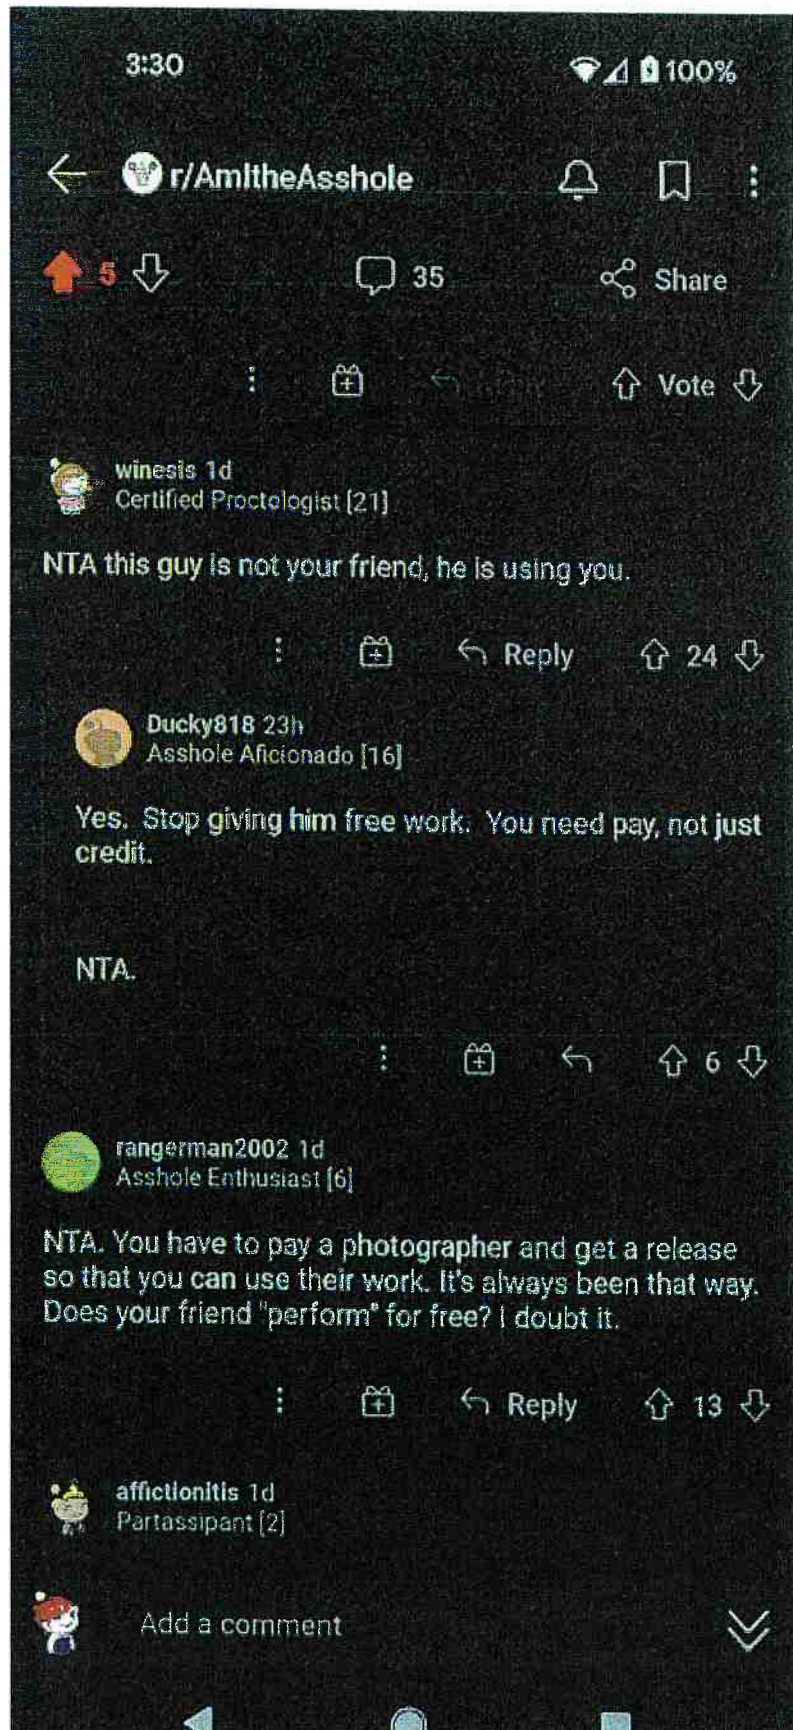 3:30
100%
r/AmItheAsshole
5
35
Share
Vote
winesis 1d
Certified Proctologist [21]
NTA this guy is not your friend, he is using you.
Reply
24
Ducky818 23h
Asshole Aficionado [16]
Yes. Stop giving him free work. You need pay, not just
credit.
NTA.
6
rangerman2002 1d
Asshole Enthusiast [6]
NTA. You have to pay a photographer and get a release
so that you can use their work. It's always been that way.
Does your friend "perform" for free? I doubt it.
Reply
13
affictionitis 1d
Partassipant [2]
Add a comment